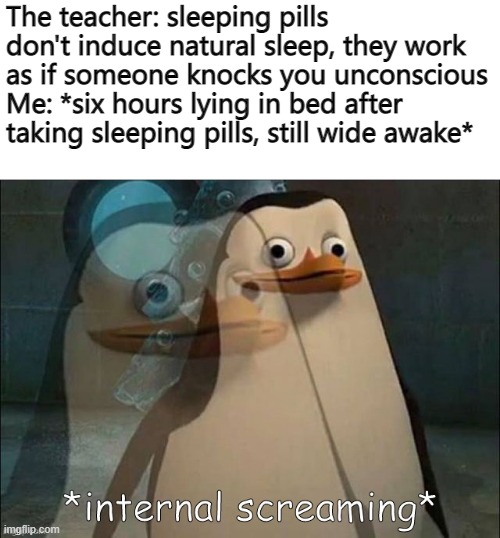 The teacher: sleeping pills
don't induce natural sleep, they work
as if someone knocks you unconscious
Me: *six hours lying in bed after
taking sleeping pills, still wide awake*
*internal screaming*
imgflip.com